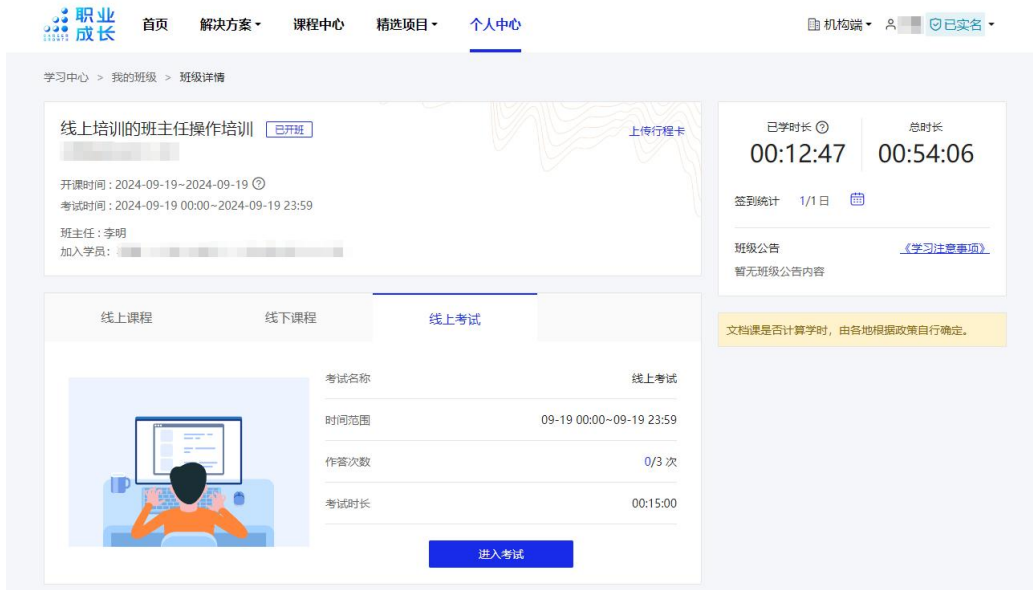 职业成长
首页 解决方案 课程中心 精选项目 个人中心 机构端 已实名
学习中心 > 我的班级 > 班级详情
线上培训的班主任操作培训 已开班 上传行程卡
开课时间 : 2024-09-19~2024-09-19
考试时间 : 2024-09-19 00:00~2024-09-19 23:59
班主任 : 李明
加入学员:
已学时长 总时长
00:12:47 00:54:06
签到统计 1/1 日
班级公告 《学习注意事项》
暂无班级公告内容
文档课是否计算学时，由各地根据政策自行确定。
线上课程 线下课程 线上考试
考试名称 线上考试
时间范围 09-19 00:00~09-19 23:59
作答次数 0/3 次
考试时长 00:15:00
进入考试